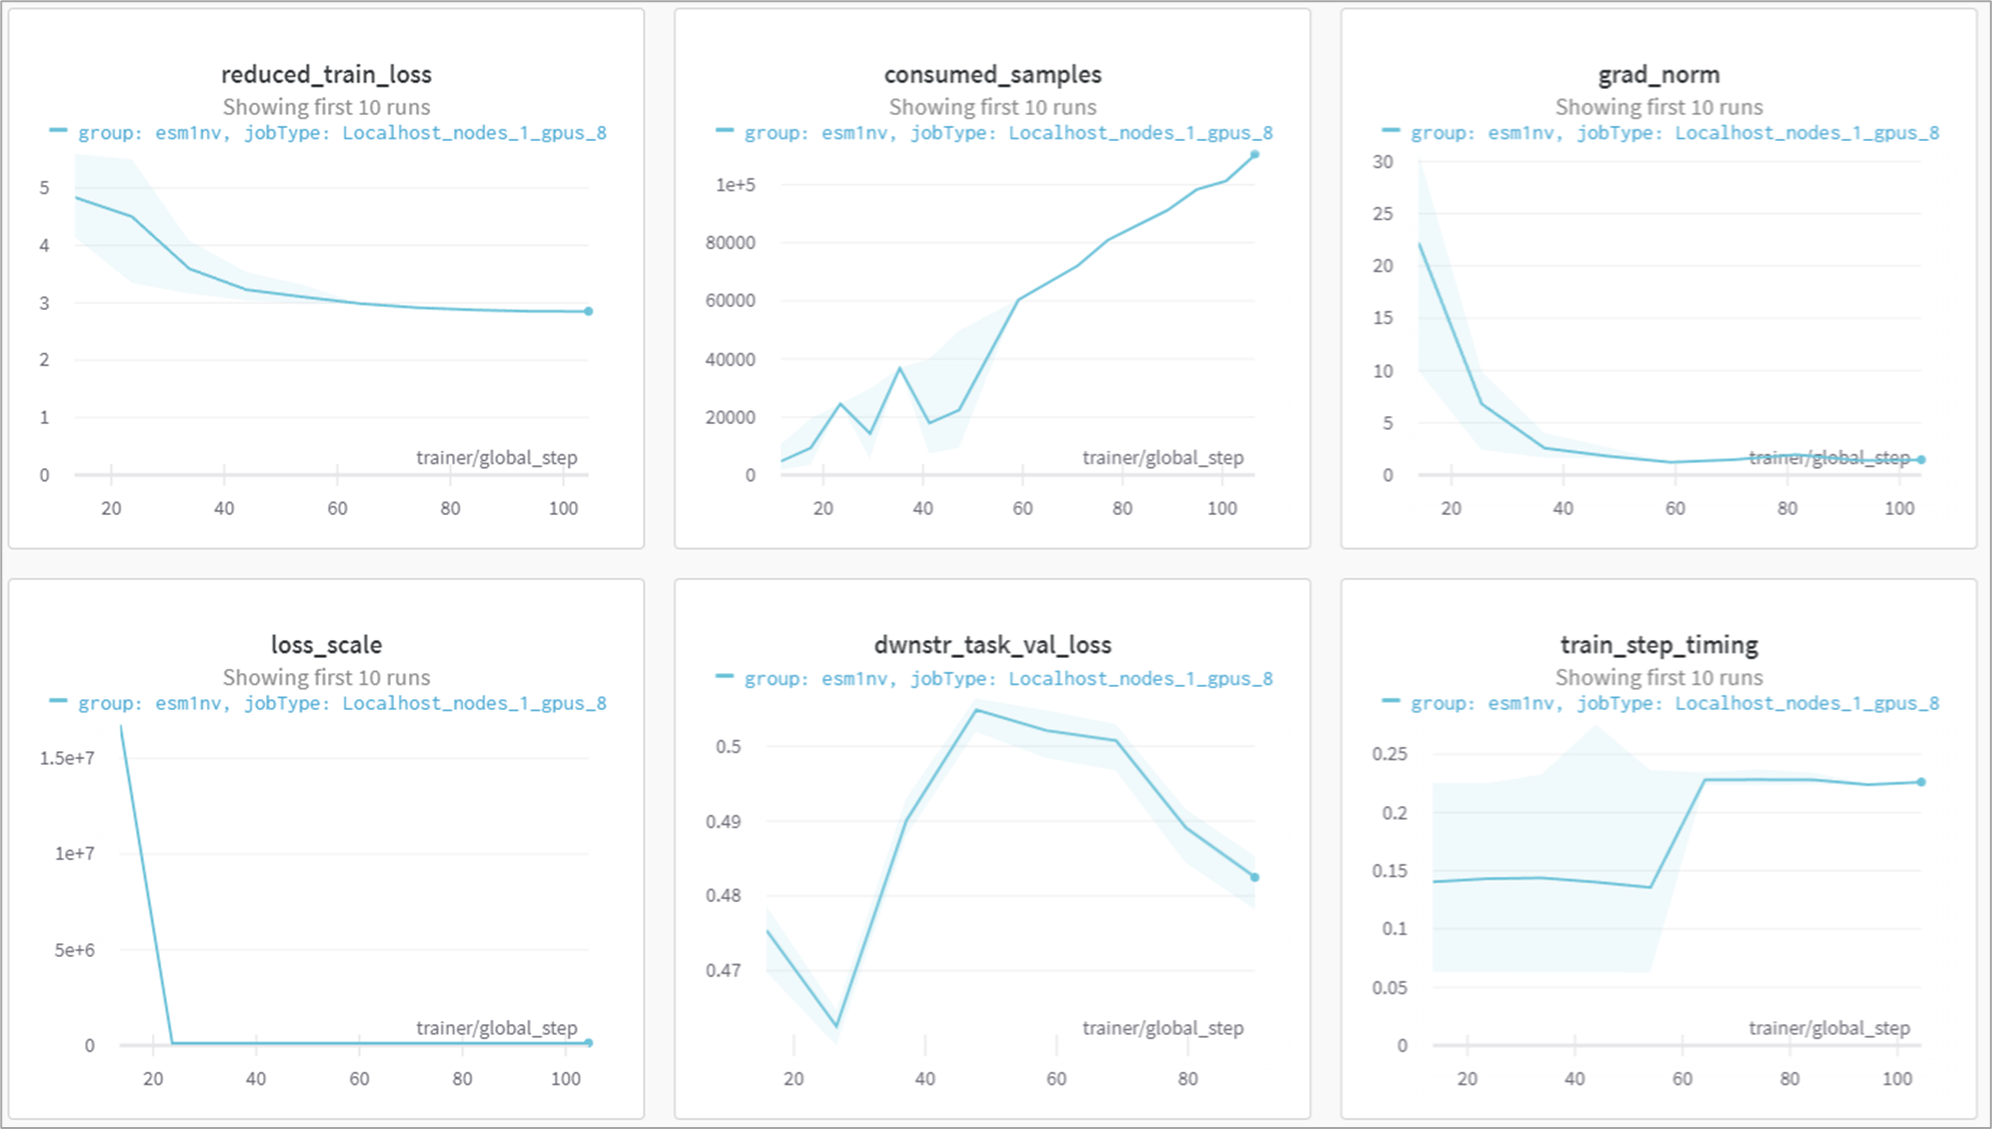 reduced_train_loss
Showing first 10 runs
group: esm1nv, jobType: Localhost_nodes_1_gpus_8
5
4
3
2
1
0
trainer/global_step
20 40 60 80 100
consumed_samples
Showing first 10 runs
group: esm1nv, jobType: Localhost_nodes_1_gpus_8
1e+5
80000
60000
40000
20000
0
trainer/global_step
20 40 60 80 100
grad_norm
Showing first 10 runs
group: esm1nv, jobType: Localhost_nodes_1_gpus_8
30
25
20
15
10
5
0
trainer/global_step
20 40 60 80 100
loss_scale
Showing first 10 runs
group: esm1nv, jobType: Localhost_nodes_1_gpus_8
1.5e+7
1e+7
5e+6
0
trainer/global_step
20 40 60 80 100
dwnstr_task_val_loss
group: esm1nv, jobType: Localhost_nodes_1_gpus_8
0.5
0.49
0.48
0.47
trainer/global_step
20 40 60 80
train_step_timing
Showing first 10 runs
group: esm1nv, jobType: Localhost_nodes_1_gpus_8
0.25
0.2
0.15
0.1
0.05
0
trainer/global_step
20 40 60 80 100